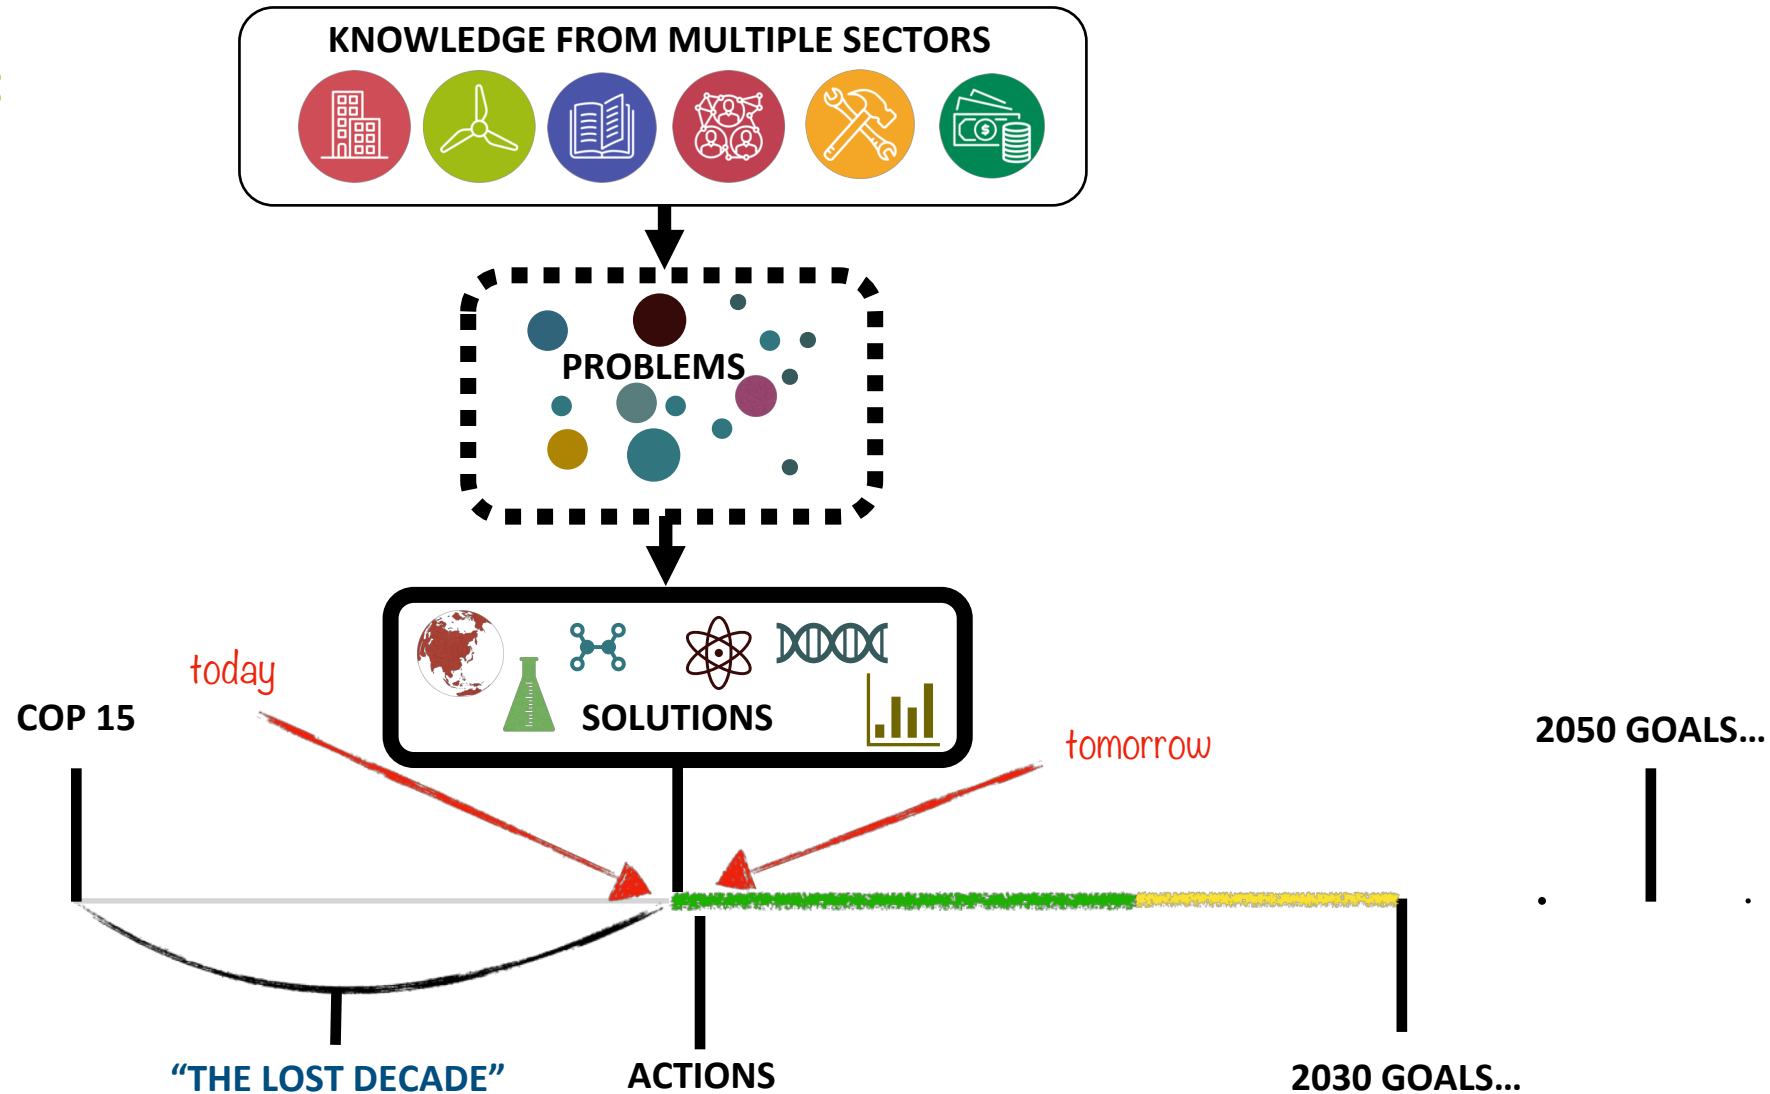 KNOWLEDGE FROM MULTIPLE SECTORS
PROBLEMS
SOLUTIONS
today
COP 15
tomorrow
2050 GOALS...
“THE LOST DECADE”
ACTIONS
2030 GOALS...